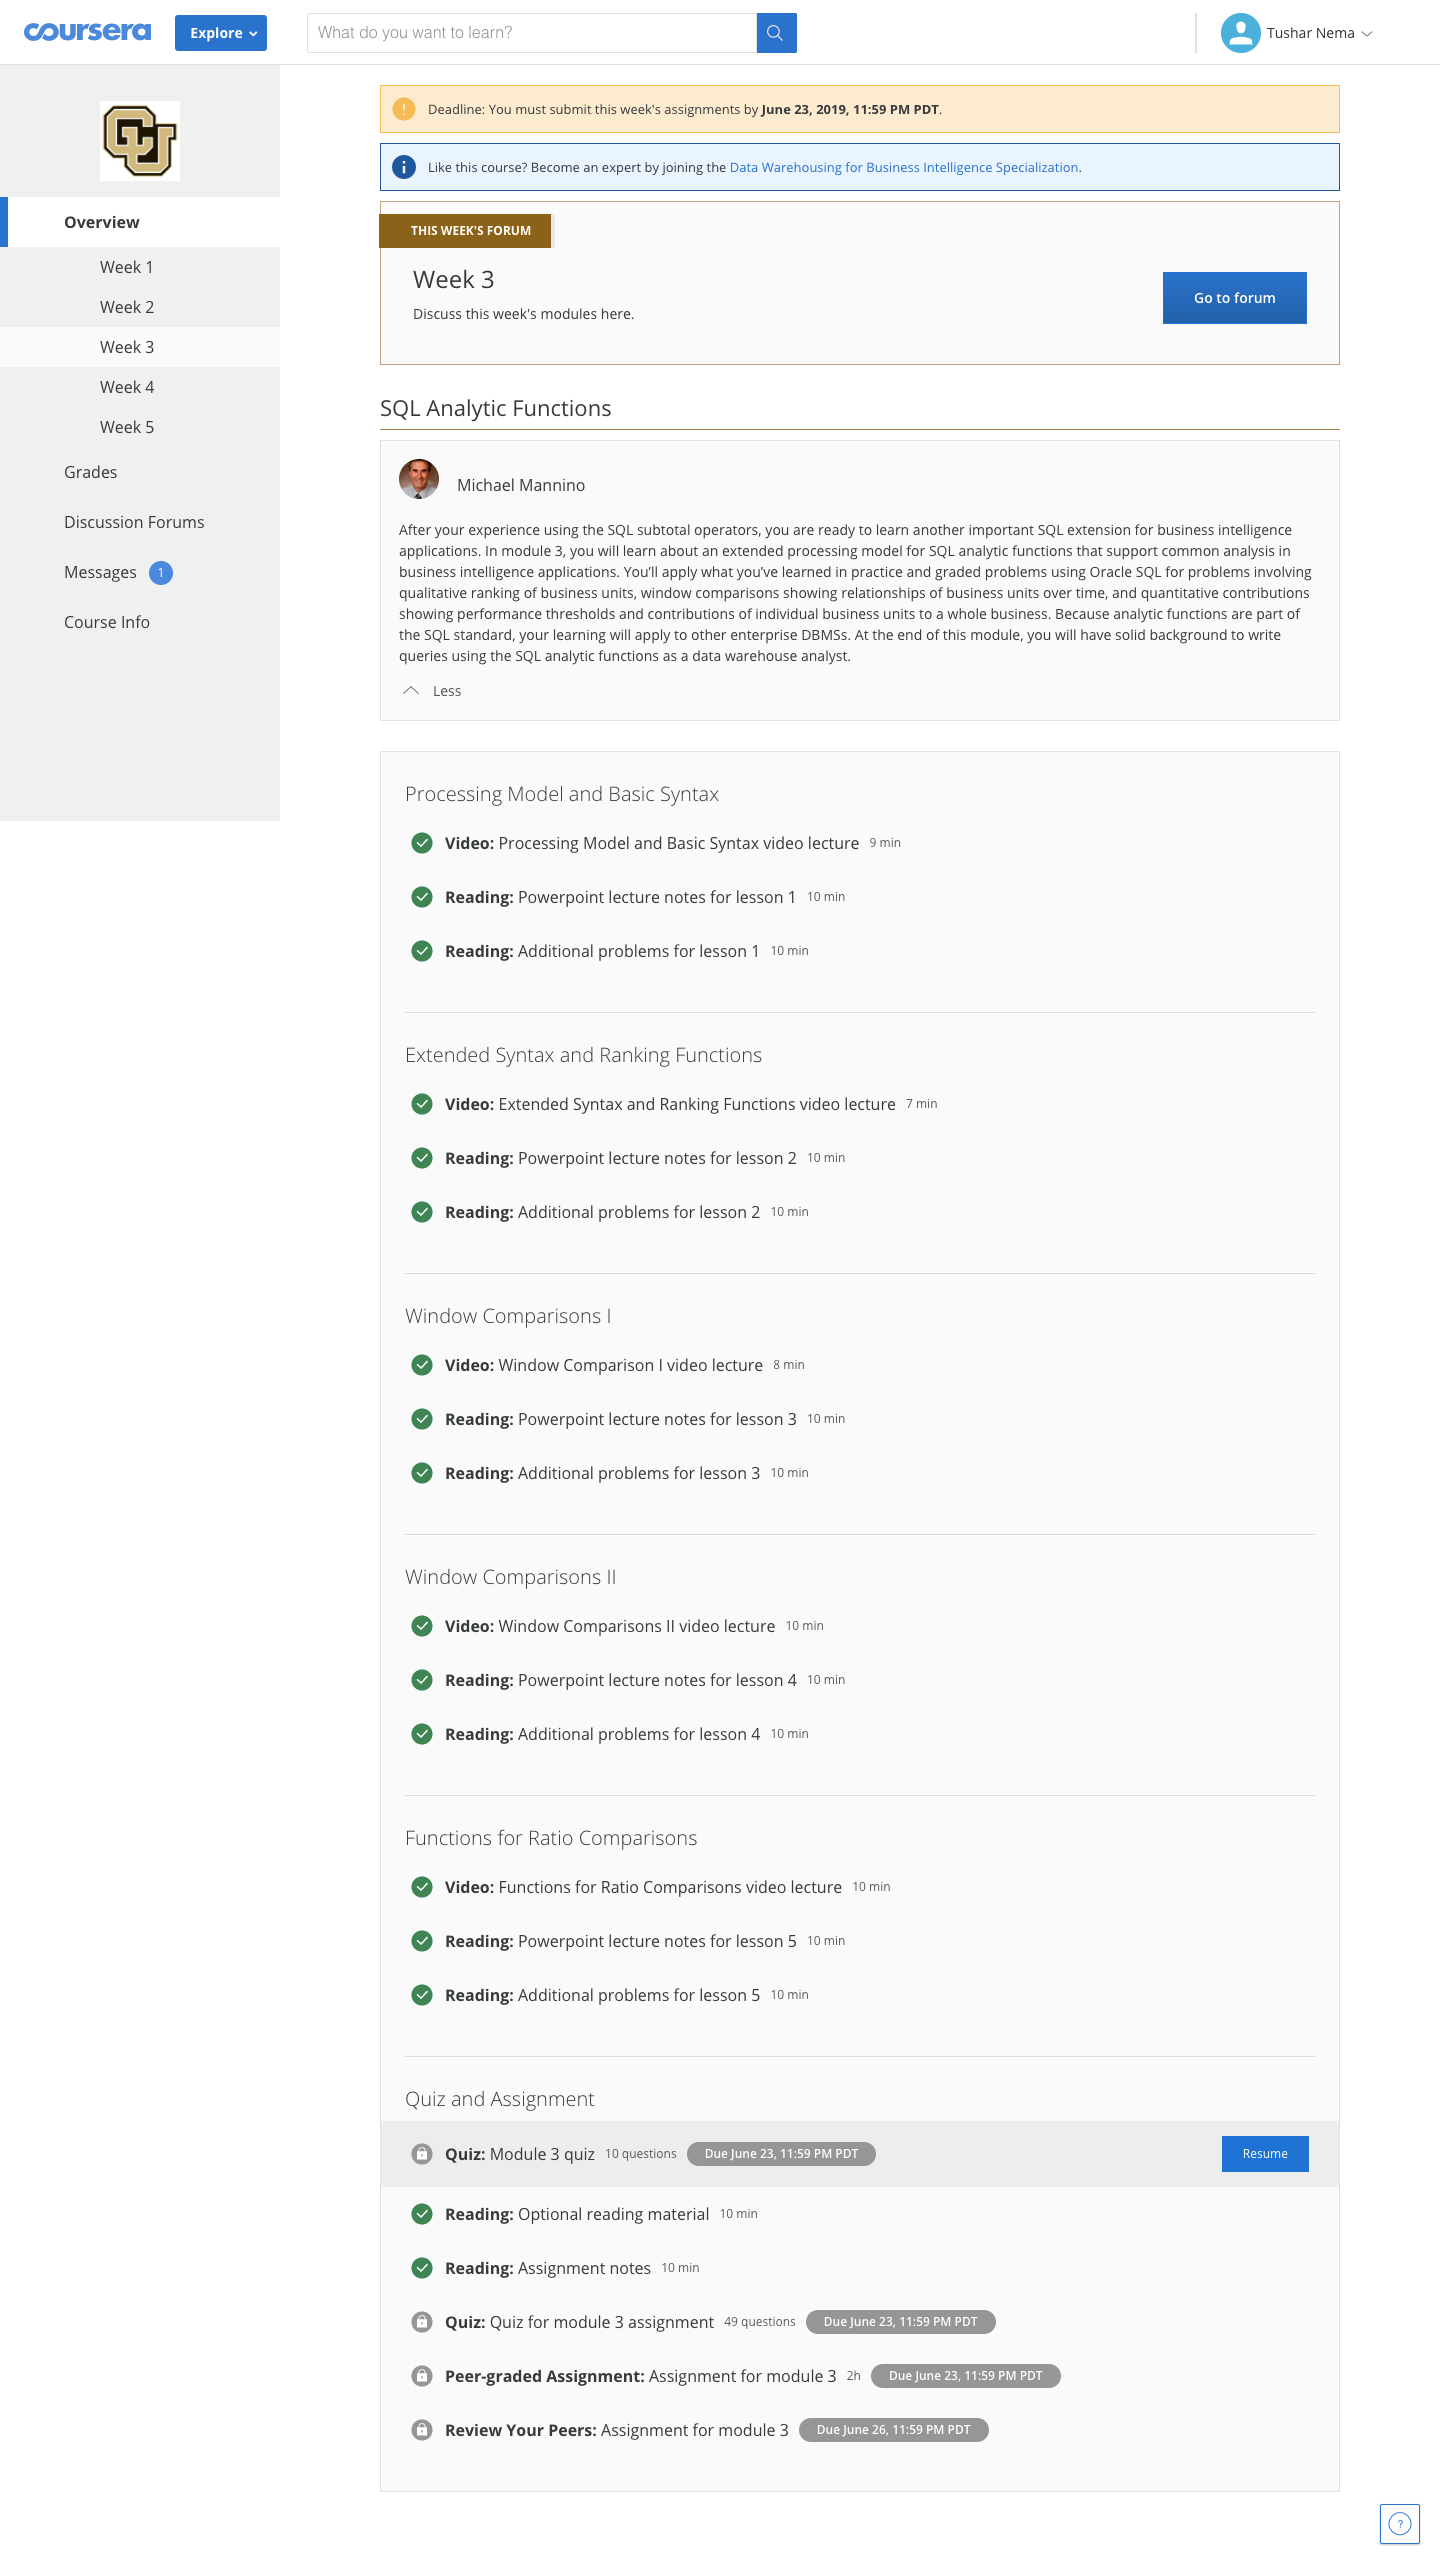 coursera
Explore
What do you want to learn?
Tushar Nema
CU
Overview
Week 1
Week 2
Week 3
Week 4
Week 5
Grades
Discussion Forums
Messages 1
Course Info
Deadline: You must submit this week's assignments by June 23, 2019, 11:59 PM PDT.
Like this course? Become an expert by joining the Data Warehousing for Business Intelligence Specialization.
THIS WEEK'S FORUM
Week 3
Discuss this week's modules here.
Go to forum
SQL Analytic Functions
Michael Mannino
After your experience using the SQL subtotal operators, you are ready to learn another important SQL extension for business intelligence
applications. In module 3, you will learn about an extended processing model for SQL analytic functions that support common analysis in
business intelligence applications. You’ll apply what you’ve learned in practice and graded problems using Oracle SQL for problems involving
qualitative ranking of business units, window comparisons showing relationships of business units over time, and quantitative contributions
showing performance thresholds and contributions of individual business units to a whole business. Because analytic functions are part of
the SQL standard, your learning will apply to other enterprise DBMSs. At the end of this module, you will have solid background to write
queries using the SQL analytic functions as a data warehouse analyst.
Less
Processing Model and Basic Syntax
Video: Processing Model and Basic Syntax video lecture 9 min
Reading: Powerpoint lecture notes for lesson 1 10 min
Reading: Additional problems for lesson 1 10 min
Extended Syntax and Ranking Functions
Video: Extended Syntax and Ranking Functions video lecture 7 min
Reading: Powerpoint lecture notes for lesson 2 10 min
Reading: Additional problems for lesson 2 10 min
Window Comparisons I
Video: Window Comparison I video lecture 8 min
Reading: Powerpoint lecture notes for lesson 3 10 min
Reading: Additional problems for lesson 3 10 min
Window Comparisons II
Video: Window Comparisons II video lecture 10 min
Reading: Powerpoint lecture notes for lesson 4 10 min
Reading: Additional problems for lesson 4 10 min
Functions for Ratio Comparisons
Video: Functions for Ratio Comparisons video lecture 10 min
Reading: Powerpoint lecture notes for lesson 5 10 min
Reading: Additional problems for lesson 5 10 min
Quiz and Assignment
Quiz: Module 3 quiz 10 questions Due June 23, 11:59 PM PDT Resume
Reading: Optional reading material 10 min
Reading: Assignment notes 10 min
Quiz: Quiz for module 3 assignment 49 questions Due June 23, 11:59 PM PDT
Peer-graded Assignment: Assignment for module 3 2h Due June 23, 11:59 PM PDT
Review Your Peers: Assignment for module 3 Due June 26, 11:59 PM PDT
?